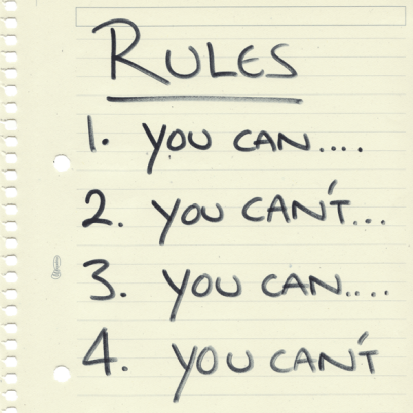 RULES
1. YOU CAN....
2. YOU CAN'T...
3. YOU CAN....
4. YOU CAN'T